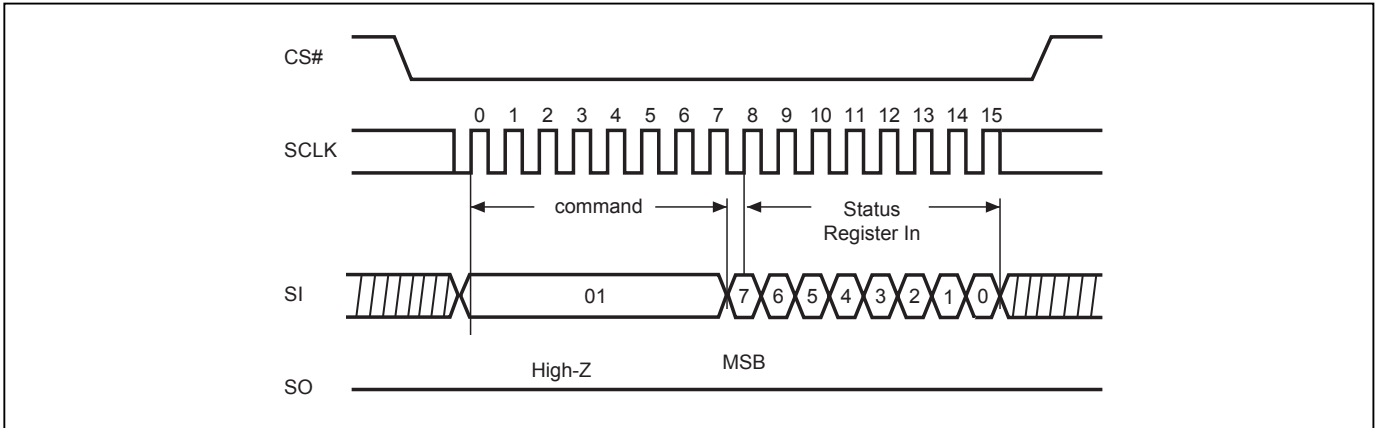 CS#
0 1 2 3 4 5 6 7 8 9 10 11 12 13 14 15
SCLK
command Status
Register In
SI 01 7 6 5 4 3 2 1 0
High-Z MSB
SO